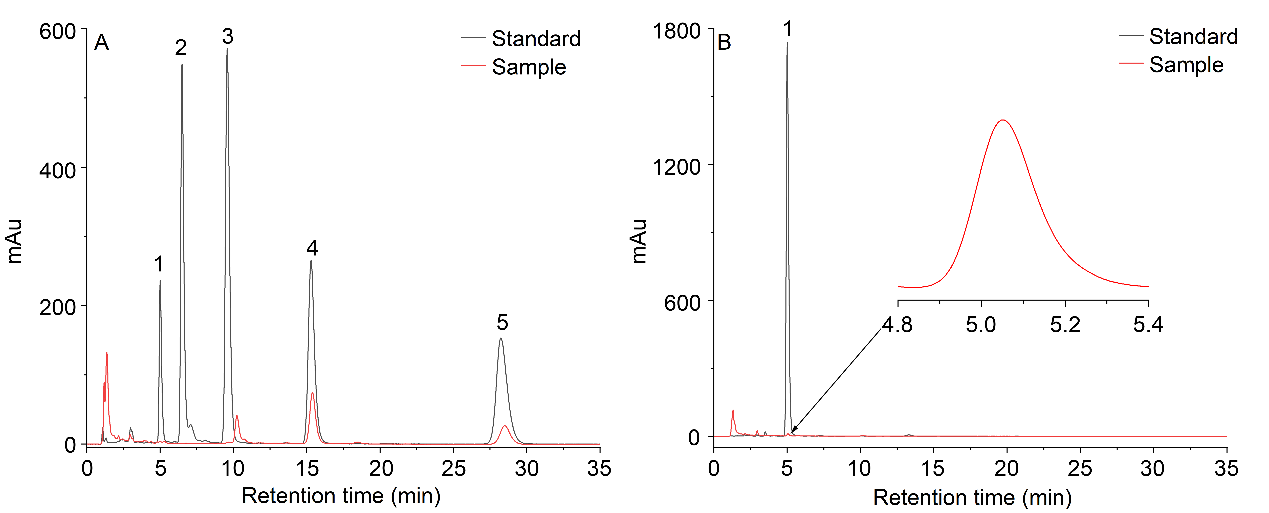 A
Standard
Sample
600
400
200
0
mAu
1
2
3
4
5
0 5 10 15 20 25 30 35
Retention time (min)
B
Standard
Sample
1800
1200
600
0
mAu
1
4.8 5.0 5.2 5.4
0 5 10 15 20 25 30 35
Retention time (min)